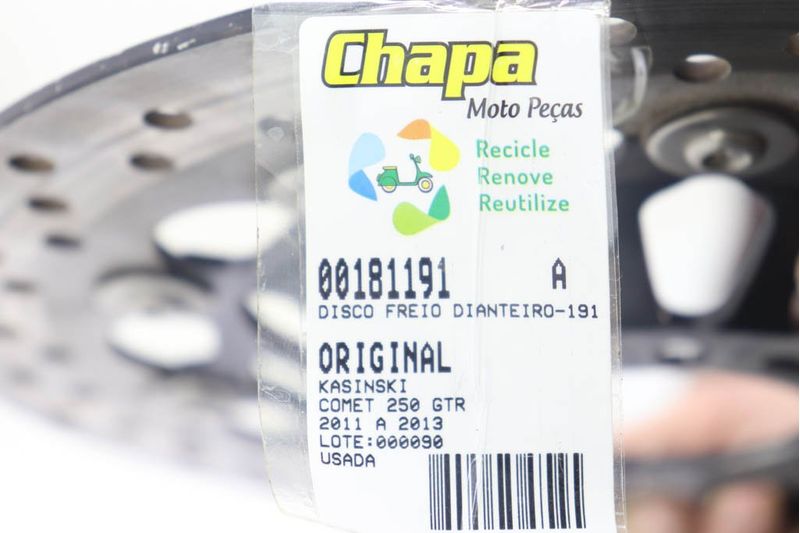 Chapa
Moto Peças
Recicle
Renove
Reutilize
00181191 A
DISCO FREIO DIANTEIRO-191
ORIGINAL
KASINSKI
COMET 250 GTR
2011 A 2013
LOTE:000090
USADA